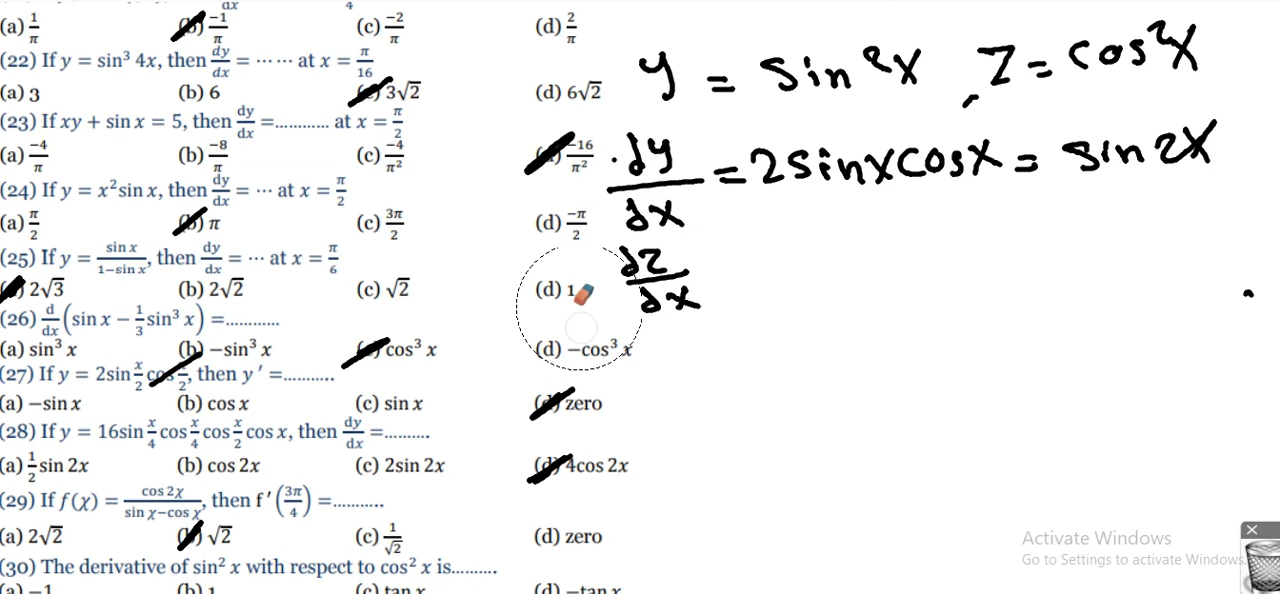 dx 4
(a) 1/π (b) −1/π (c) −2/π (d) 2/π
(22) If y = sin³ 4x, then dy/dx = ⋯⋯ at x = π/16
(a) 3 (b) 6 (c) 3√2 (d) 6√2
(23) If xy + sin x = 5, then dy/dx =............ at x = π/2
(a) −4/π (b) −8/π (c) −4/π² (d) −16/π²
(24) If y = x² sin x, then dy/dx = ⋯ at x = π/2
(a) π/2 (b) π (c) 3π/2 (d) −π/2
(25) If y = sin x/1−sin x, then dy/dx = ⋯ at x = π/6
2√3 (b) 2√2 (c) √2 (d) 1
(26) d/dx (sin x − 1/3 sin³ x) =............
(a) sin³ x (b) −sin³ x (c) cos³ x (d) −cos³ x
(27) If y = 2sin x/2 cos /2, then y ′ =...........
(a) −sin x (b) cos x (c) sin x (d) zero
(28) If y = 16sin x/4 cos x/4 cos x/2 cos x, then dy/dx =..........
(a) 1/2 sin 2x (b) cos 2x (c) 2sin 2x (d) 4cos 2x
(29) If f(χ) = cos 2χ/sin χ−cos χ, then f′(3π/4) =...........
(a) 2√2 (b) √2 (c) 1/√2 (d) zero
(30) The derivative of sin² x with respect to cos² x is.........
(a) −1 (b) 1 (c) tan x (d) −tan x
y = sin²x , z = cos²x
dy/dx = 2sinxcosx = sin2x
dz/dx
Activate Windows
Go to Settings to activate Windows.